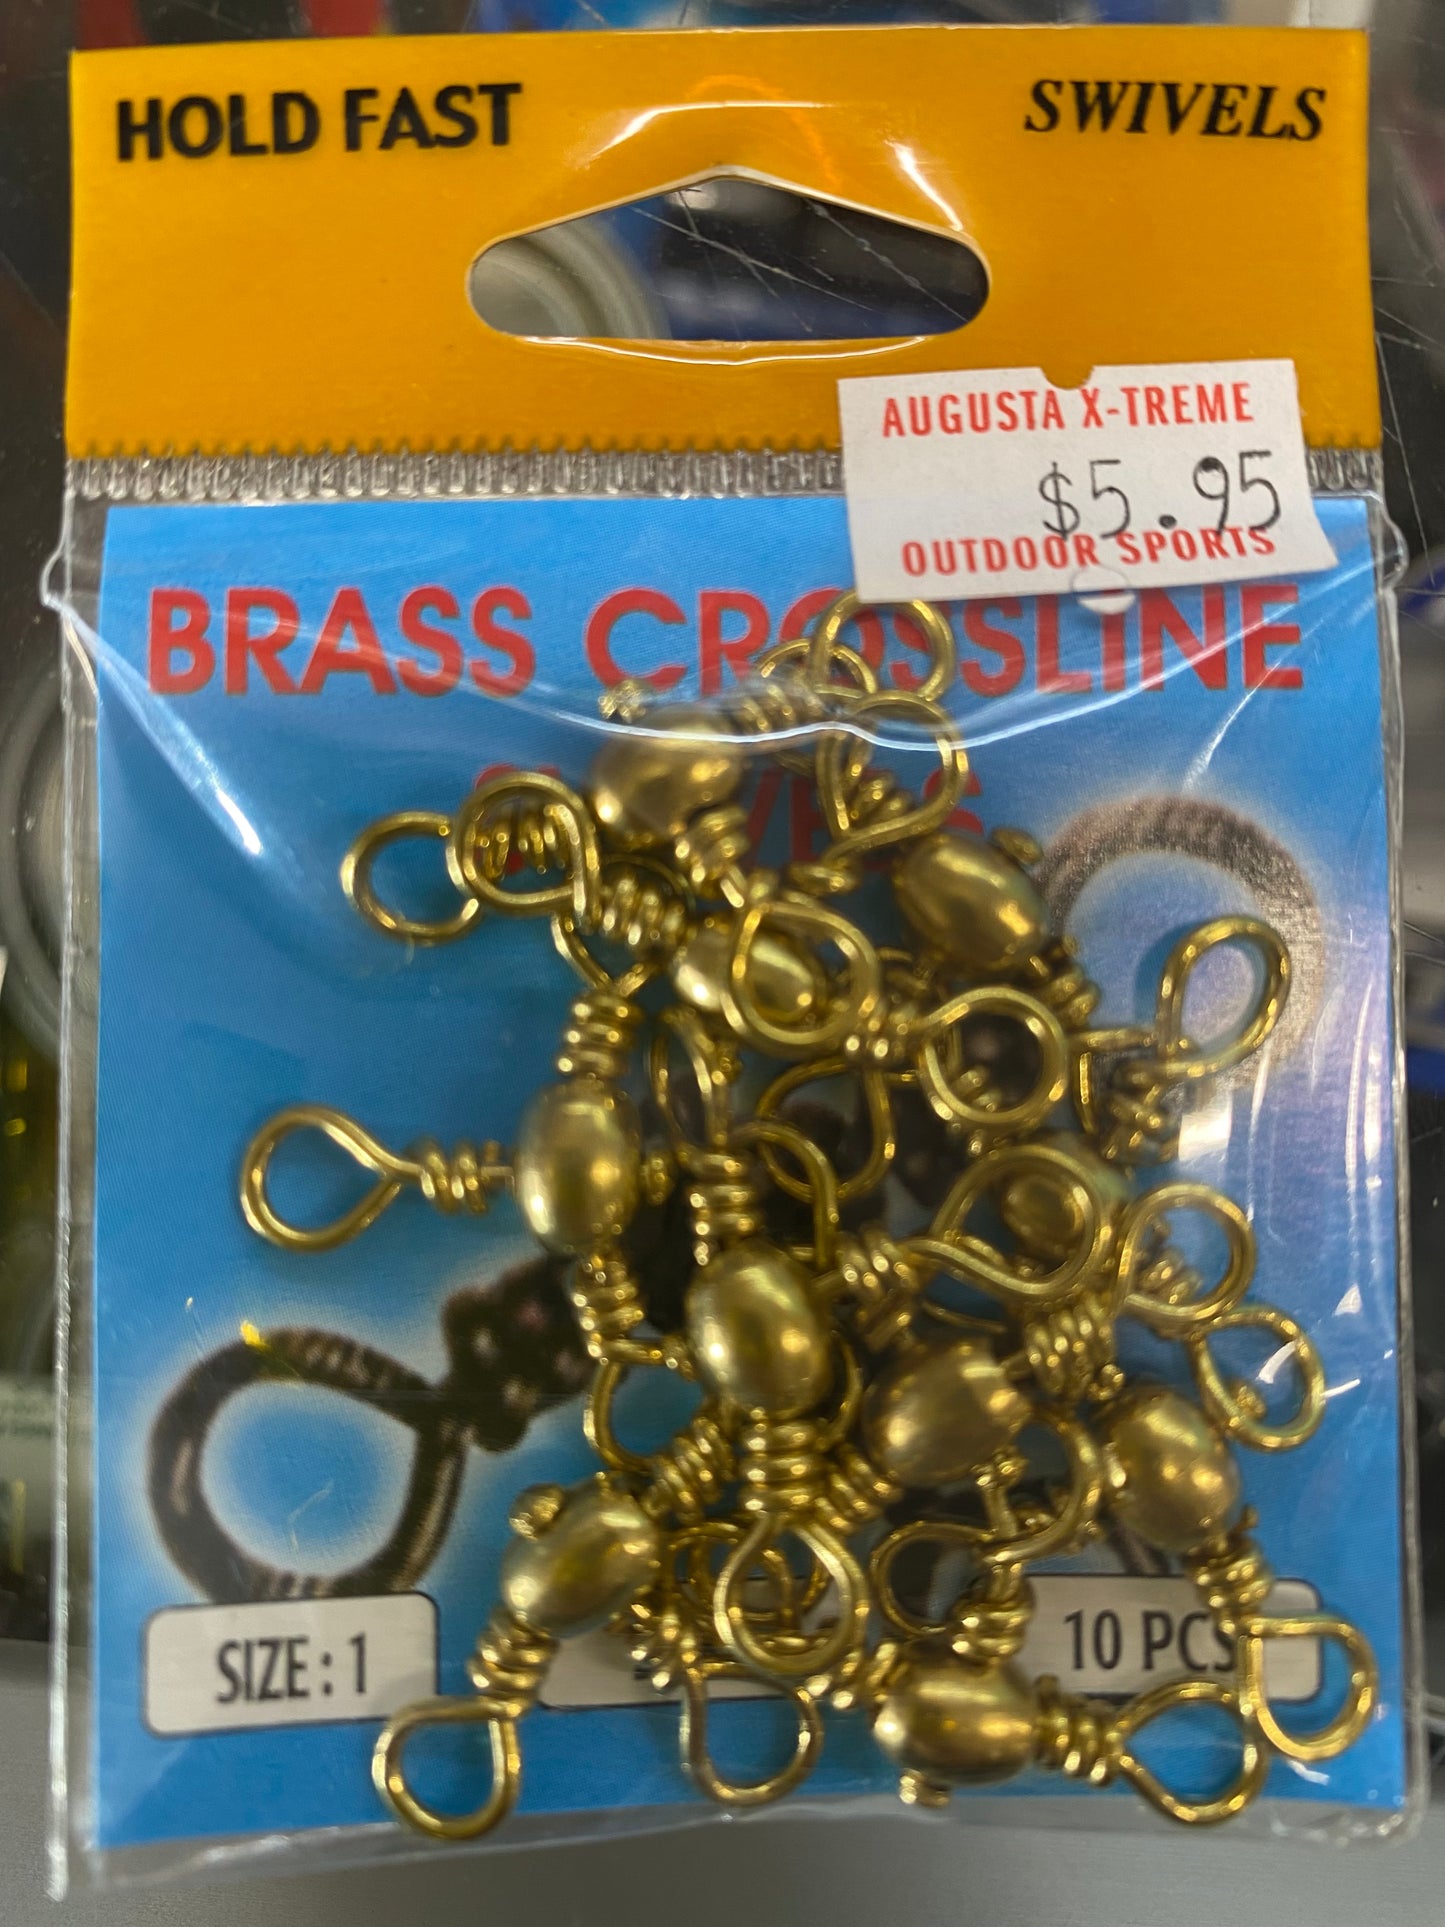 HOLD FAST
SWIVELS
AUGUSTA X-TREME
$5.95
OUTDOOR SPORTS
BRASS CROSSLINE
SIZE: 1
10 PCS